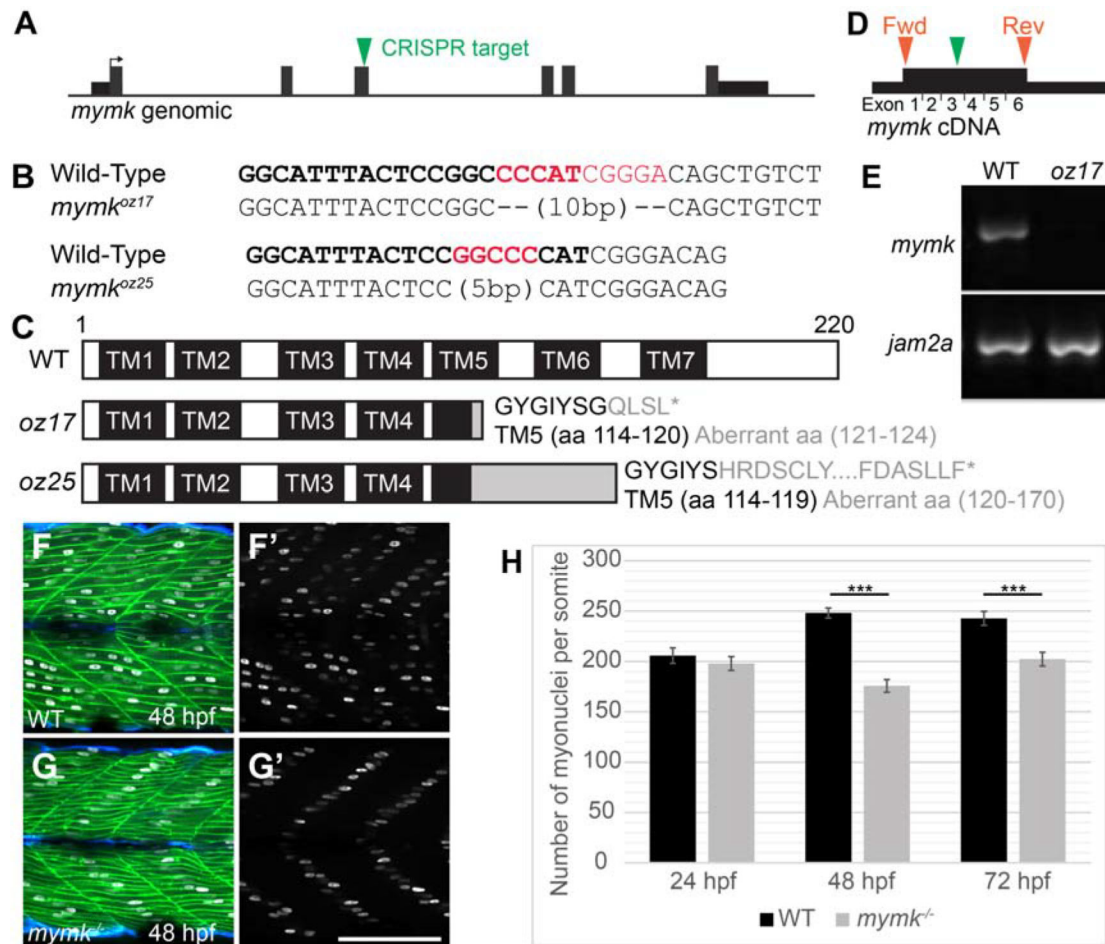 A
CRISPR target
mymk genomic
D
Fwd Rev
Exon 1 2 3 4 5 6
mymk cDNA
B
Wild-Type GGCATTTACTCCGGCCCCATCGGGACAGCTGTCT
mymkoz17 GGCATTTACTCCGGC--(10bp)--CAGCTGTCT
Wild-Type GGCATTTACTCCGGCCCCATCGGGACAG
mymkoz25 GGCATTTACTCC(5bp)CATCGGGACAG
E
WT oz17
mymk
jam2a
C
1 220
WT TM1 TM2 TM3 TM4 TM5 TM6 TM7
oz17 TM1 TM2 TM3 TM4 GYGIYSGQLSL*
TM5 (aa 114-120) Aberrant aa (121-124)
oz25 TM1 TM2 TM3 TM4 GYGIYSHRDSCLY....FDASLLF*
TM5 (aa 114-119) Aberrant aa (120-170)
F F'
WT 48 hpf
G G'
mymk-/- 48 hpf
H
Number of myonuclei per somite
300
250
200
150
100
50
0
*** ***
24 hpf 48 hpf 72 hpf
WT mymk-/-